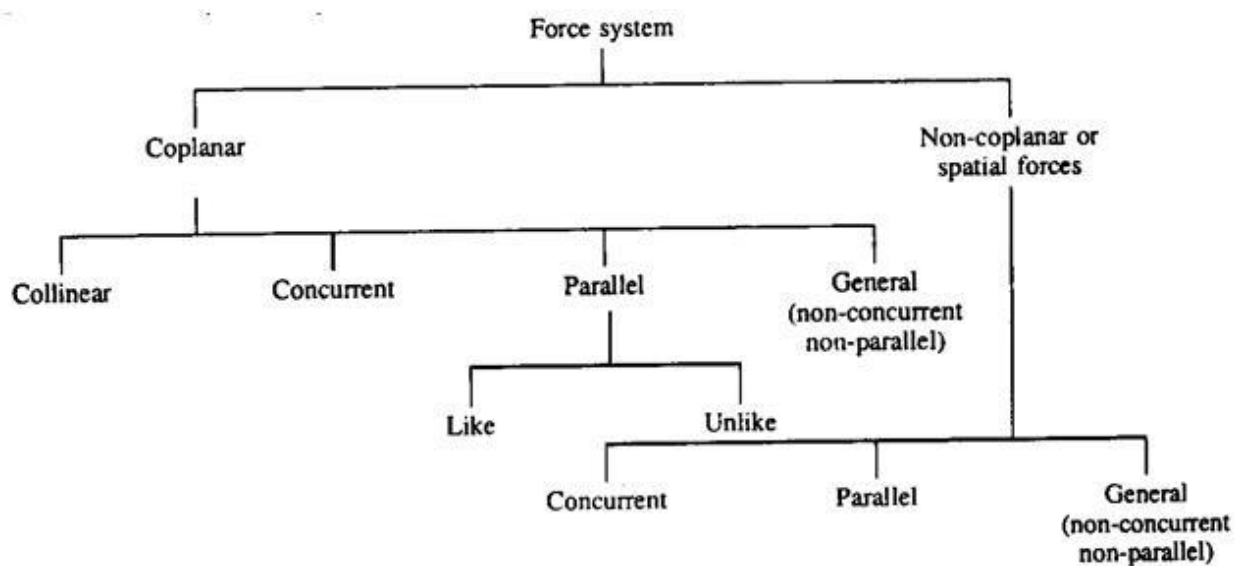 Force system
Coplanar
Non-coplanar or
spatial forces
Collinear
Concurrent
Parallel
General
(non-concurrent
non-parallel)
Like
Unlike
Concurrent
Parallel
General
(non-concurrent
non-parallel)